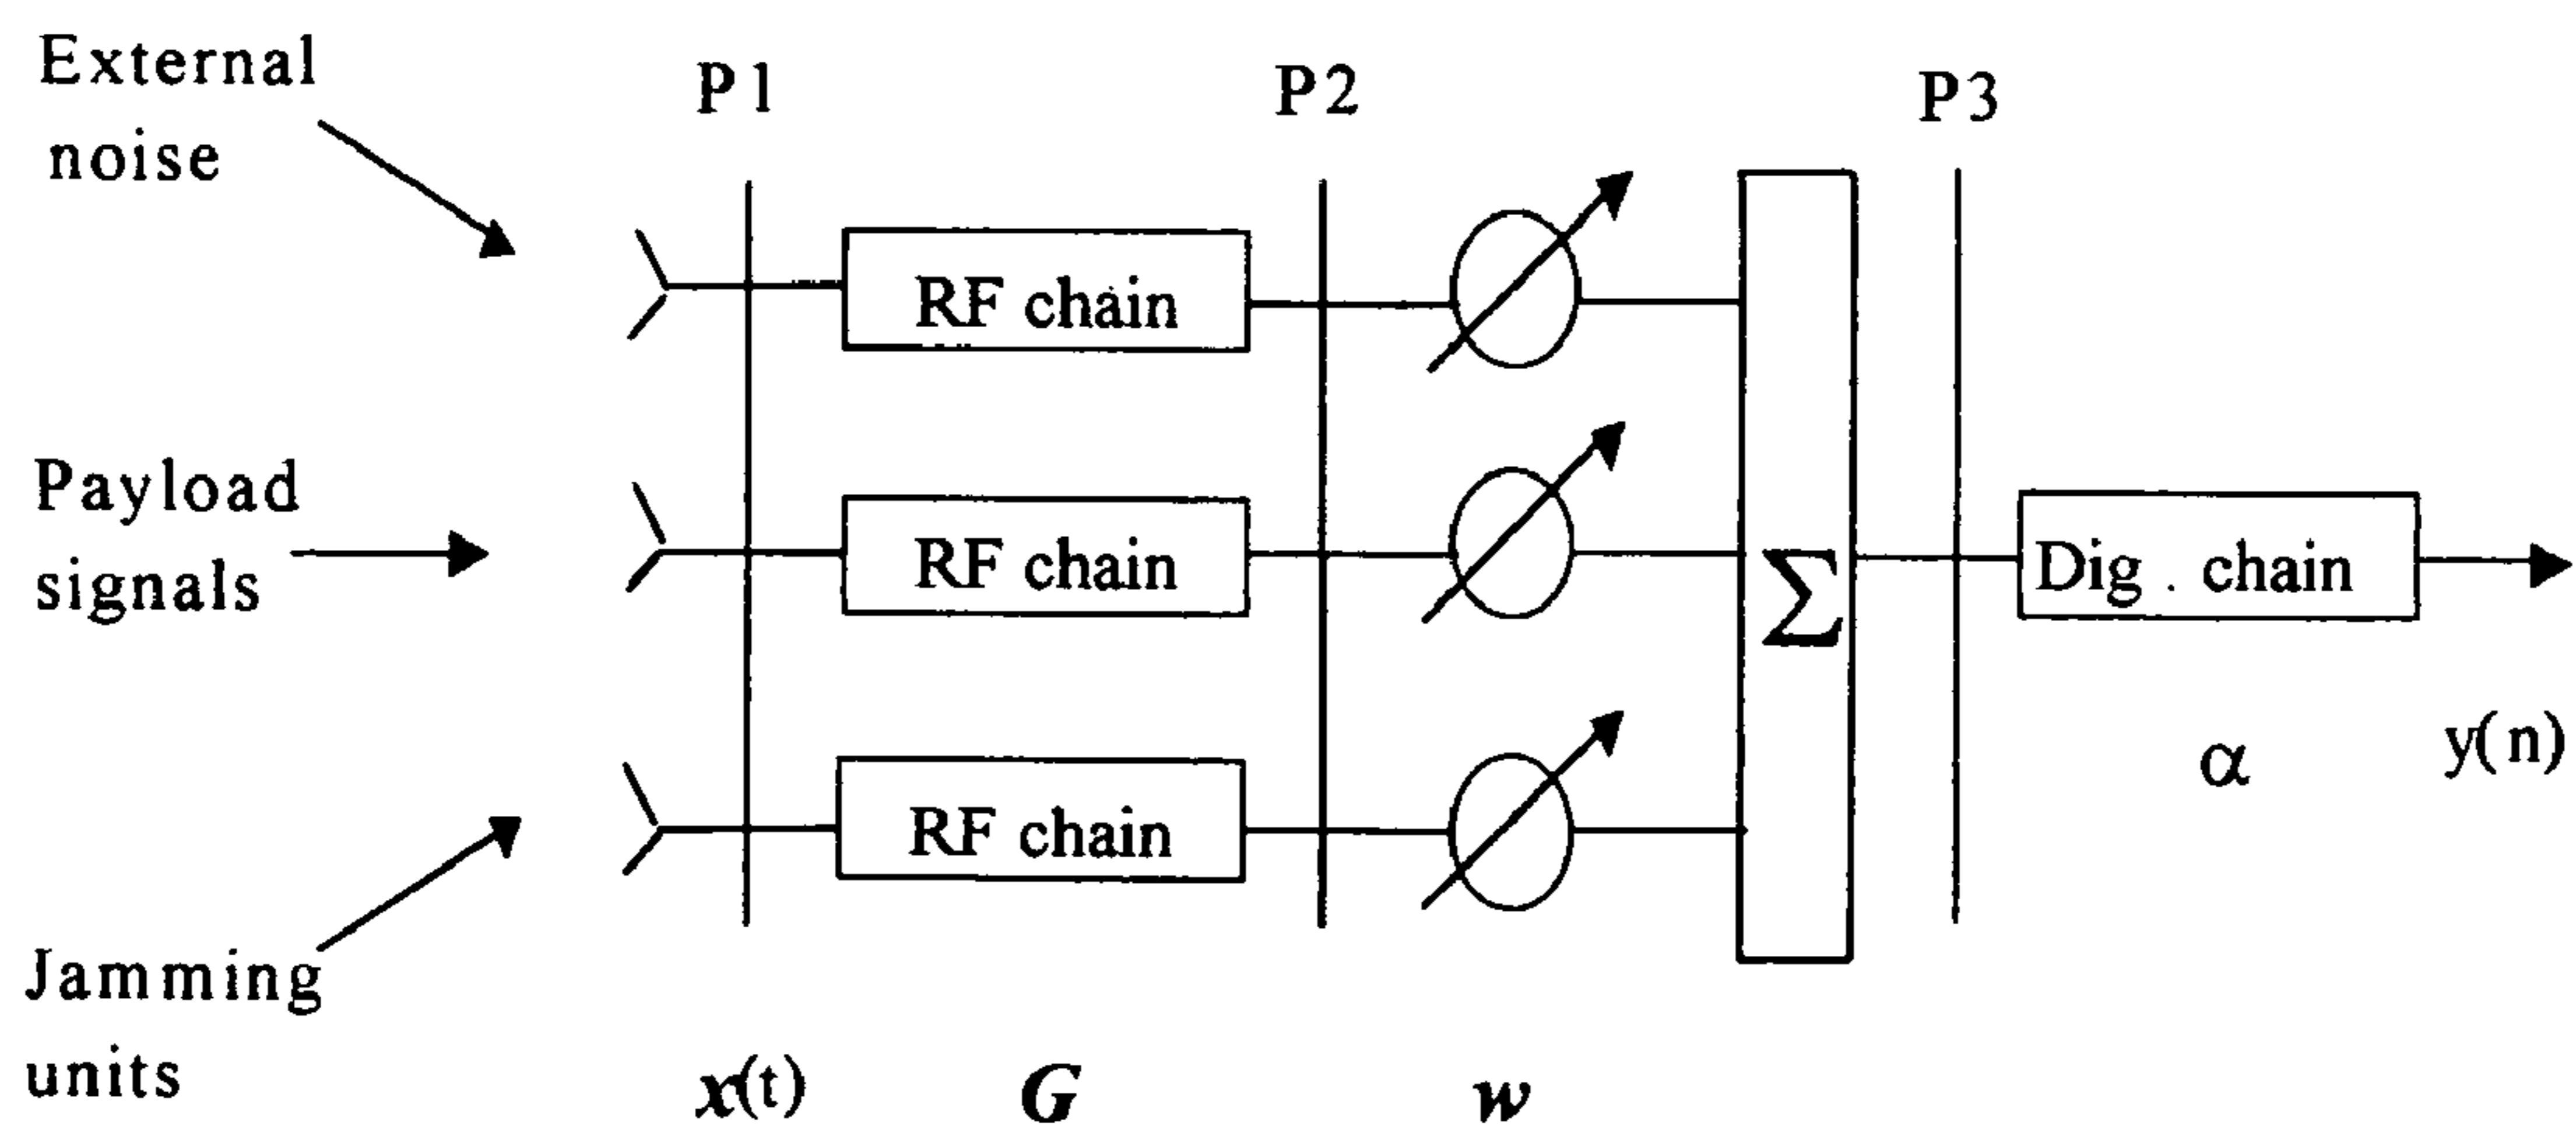 External
noise
P1
P2
P3
RF chain
Payload
signals
RF chain
Σ
Dig . chain
α
y(n)
RF chain
Jamming
units
x(t)
G
w